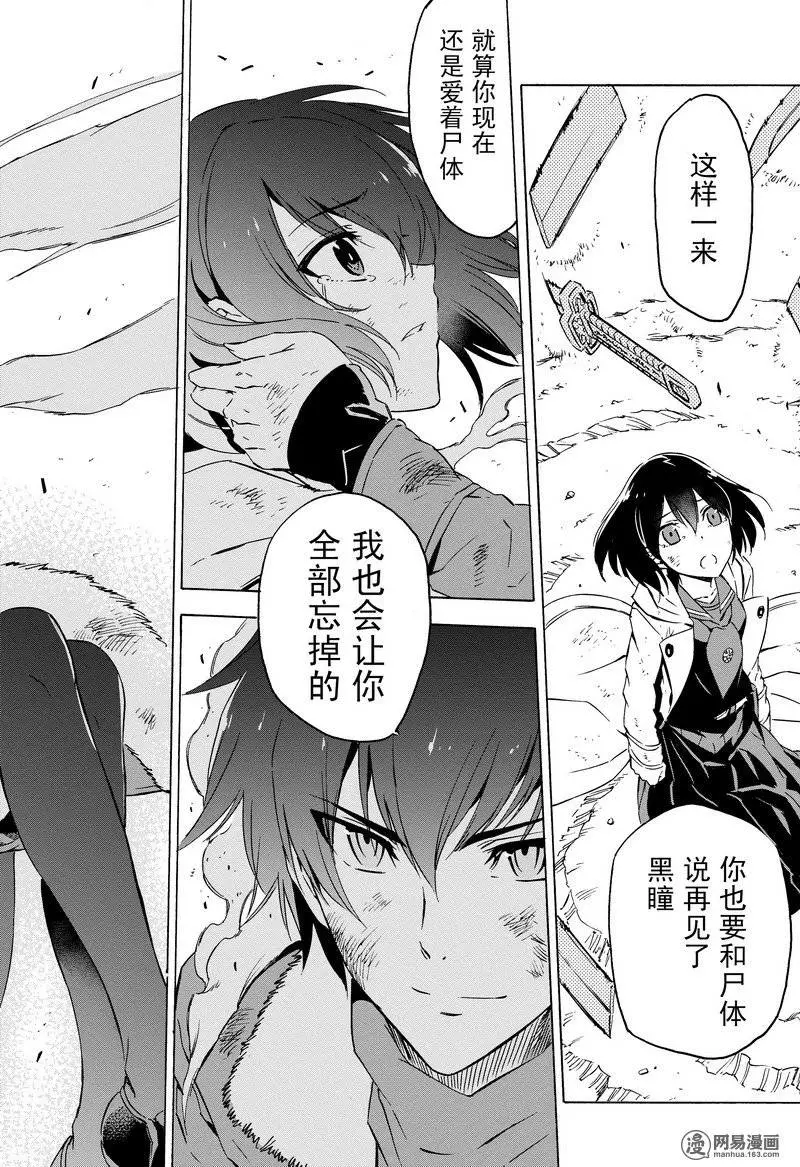 这样一来
你也要和尸体
说再见了
黑瞳
就算你现在
还是爱着尸体
我也会让你
全部忘掉的
漫 网易漫画
manhua.163.com